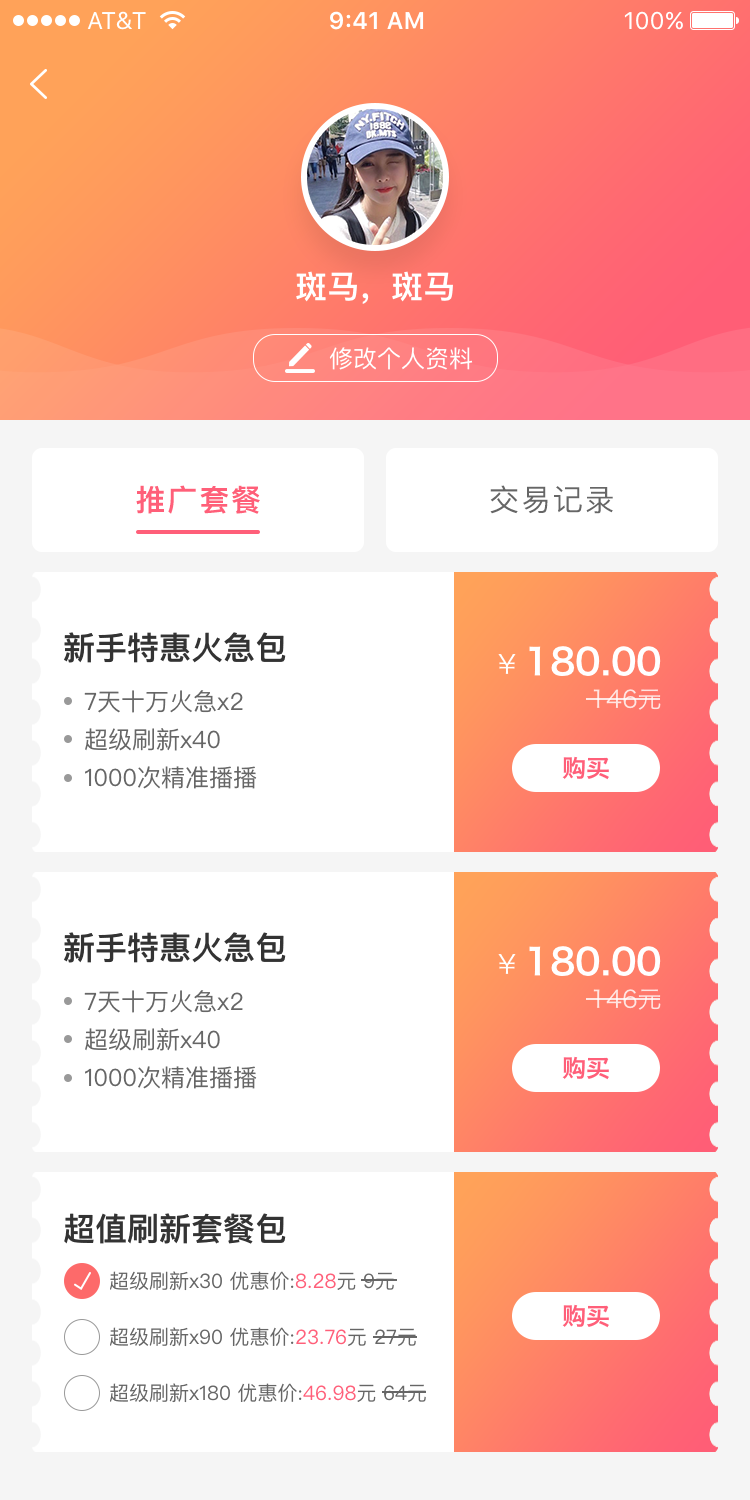 AT&T 9:41 AM 100%
NY.FITCH
1982
BK.MTS
斑马，斑马
修改个人资料
推广套餐 交易记录
新手特惠火急包
7天十万火急x2
超级刷新x40
1000次精准播播
¥ 180.00
146元
购买
新手特惠火急包
7天十万火急x2
超级刷新x40
1000次精准播播
¥ 180.00
146元
购买
超值刷新套餐包
超级刷新x30 优惠价:8.28元 9元
超级刷新x90 优惠价:23.76元 27元
超级刷新x180 优惠价:46.98元 64元
购买